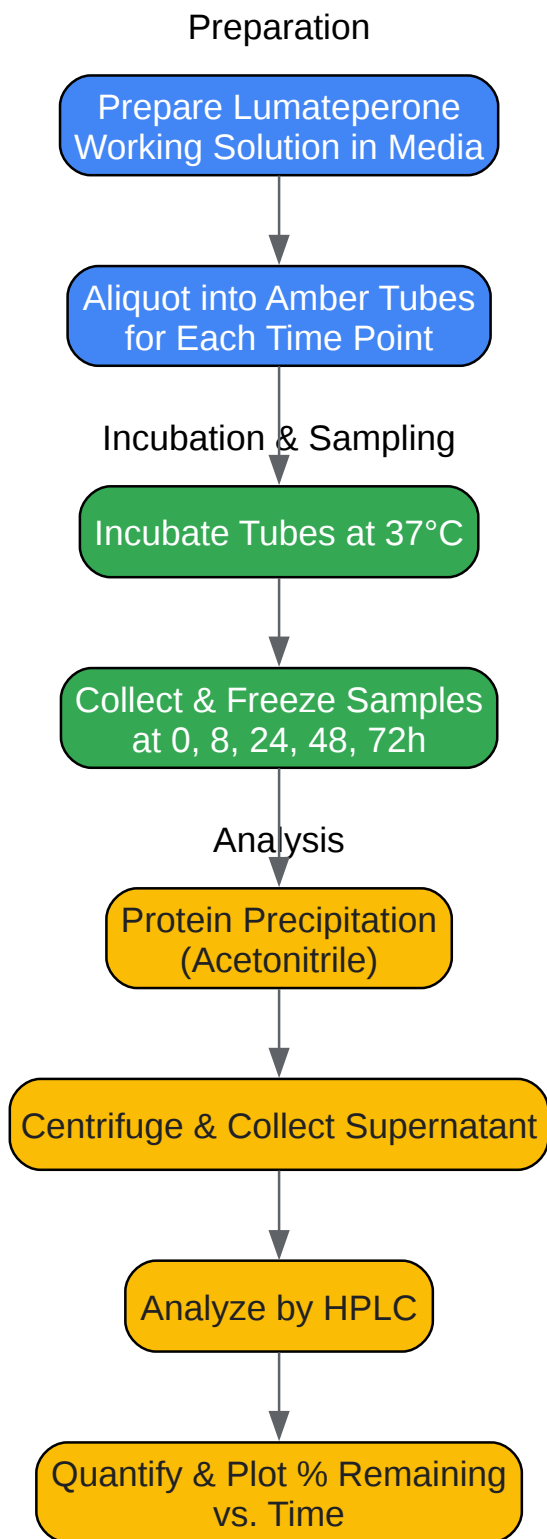 Preparation
Prepare Lumateperone
Working Solution in Media
Aliquot into Amber Tubes
for Each Time Point
Incubation & Sampling
Incubate Tubes at 37°C
Collect & Freeze Samples
at 0, 8, 24, 48, 72h
Analysis
Protein Precipitation
(Acetonitrile)
Centrifuge & Collect Supernatant
Analyze by HPLC
Quantify & Plot % Remaining
vs. Time